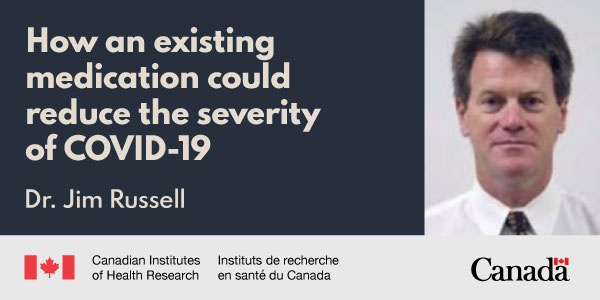 How an existing
medication could
reduce the severity
of COVID-19
Dr. Jim Russell
Canadian Institutes
of Health Research
Instituts de recherche
en santé du Canada
Canada